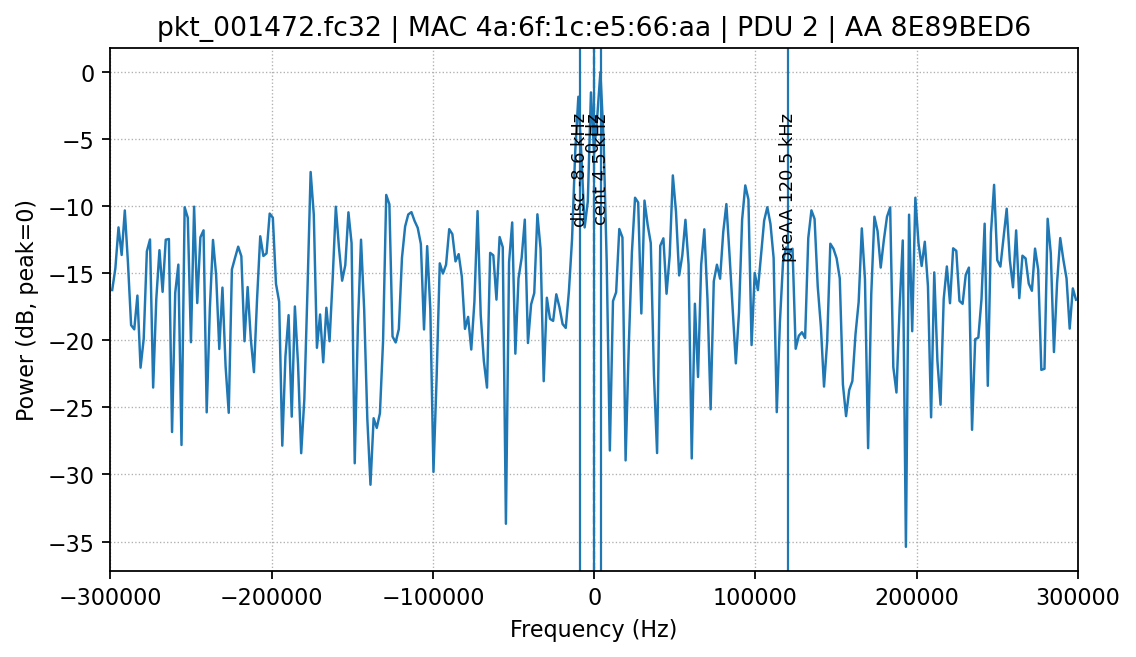 pkt_001472.fc32 | MAC 4a:6f:1c:e5:66:aa | PDU 2 | AA 8E89BED6
0
−5
−10
−15
−20
−25
−30
−35
Power (dB, peak=0)
disc -8.6 kHz
0 kHz
cent 4.5 kHz
preAA 120.5 kHz
−300000
−200000
−100000
0
100000
200000
300000
Frequency (Hz)